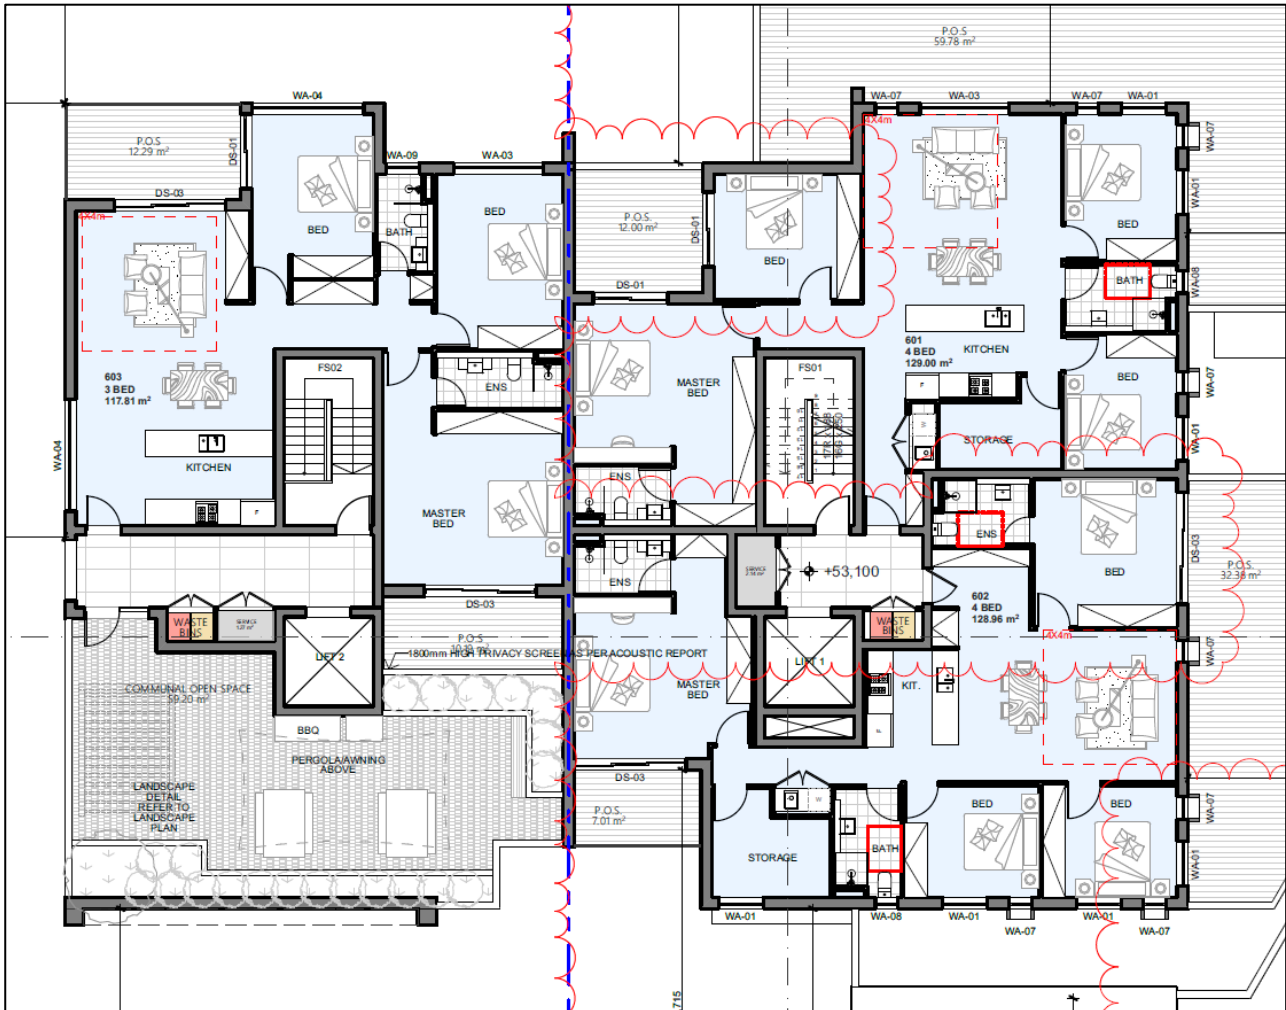 P.O.S
59.78 m²
WA-04
WA-07
WA-03
WA-07
WA-01
4X4m
P.O.S
12.29 m²
DS-01
WA-09
WA-03
WA-07
DS-03
4X4m
BED
BATH
BED
P.O.S.
12.00 m²
DS-01
BED
BED
WA-01
DS-01
BATH
WA-08
601
4 BED
129.00 m²
KITCHEN
603
3 BED
117.81 m²
FS02
ENS
MASTER
BED
FS01
F
BED
WA-07
WA-04
KITCHEN
F
MASTER
BED
ENS
W
STORAGE
WA-01
ENS
ENS
BED
DS-03
P.O.S.
32.38 m²
SERVICE
+53,100
602
4 BED
128.96 m²
WASTE
BINS
SERVICE
DS-03
P.O.S
10.19 m²
WASTE
BINS
4X4m
WA-07
LIFT 2
1800mm HIGH PRIVACY SCREEN AS PER ACOUSTIC REPORT
LIFT 1
COMMUNAL OPEN SPACE
59.20 m²
MASTER
BED
KIT.
F
BBQ
PERGOLA/AWNING
ABOVE
DS-03
LANDSCAPE
DETAIL
REFER TO
LANDSCAPE
PLAN
P.O.S.
7.01 m²
W
BED
BED
WA-07
BATH
STORAGE
WA-01
WA-01
WA-08
WA-01
WA-01
WA-07
WA-07